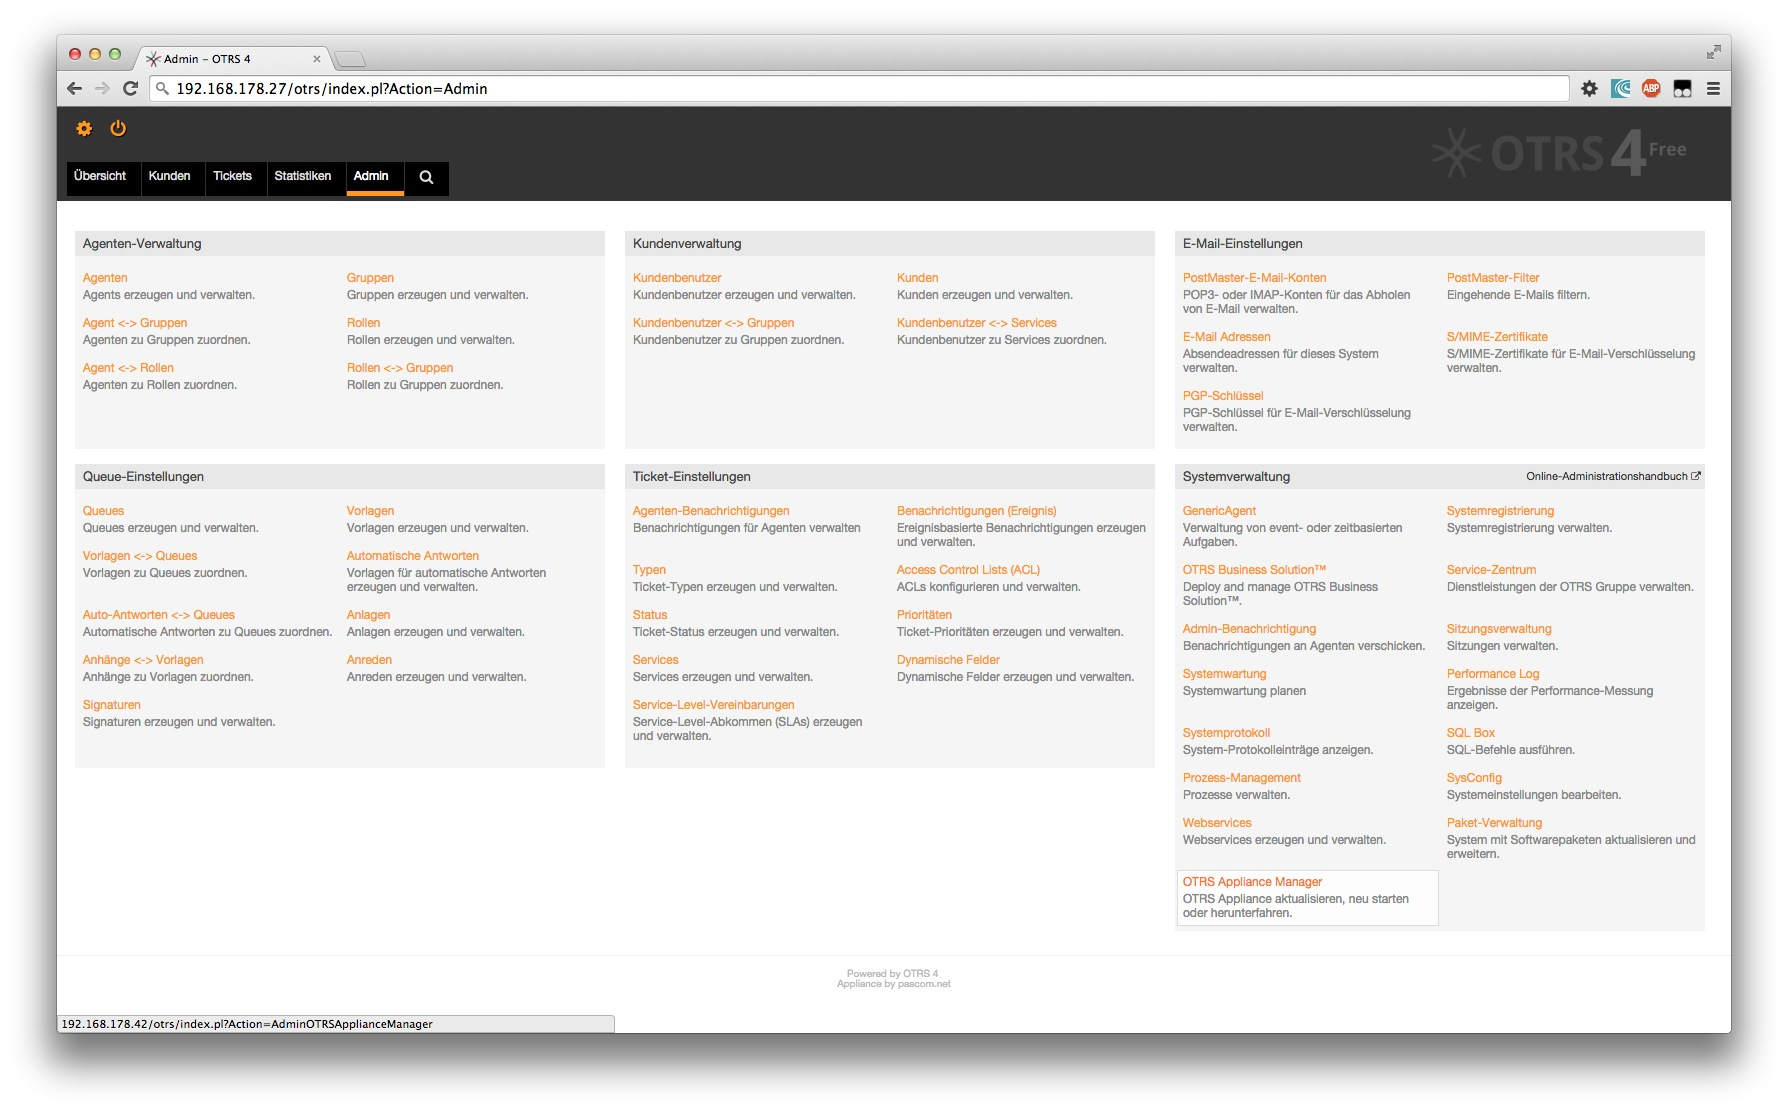 Admin – OTRS 4
192.168.178.27/otrs/index.pl?Action=Admin
ABP
OTRS 4 Free
Übersicht Kunden Tickets Statistiken Admin
Agenten-Verwaltung
Agenten
Agents erzeugen und verwalten.
Gruppen
Gruppen erzeugen und verwalten.
Agent <-> Gruppen
Agenten zu Gruppen zuordnen.
Rollen
Rollen erzeugen und verwalten.
Agent <-> Rollen
Agenten zu Rollen zuordnen.
Rollen <-> Gruppen
Rollen zu Gruppen zuordnen.
Kundenverwaltung
Kundenbenutzer
Kundenbenutzer erzeugen und verwalten.
Kunden
Kunden erzeugen und verwalten.
Kundenbenutzer <-> Gruppen
Kundenbenutzer zu Gruppen zuordnen.
Kundenbenutzer <-> Services
Kundenbenutzer zu Services zuordnen.
E-Mail-Einstellungen
PostMaster-E-Mail-Konten
POP3- oder IMAP-Konten für das Abholen
von E-Mail verwalten.
PostMaster-Filter
Eingehende E-Mails filtern.
E-Mail Adressen
Absendeadressen für dieses System
verwalten.
S/MIME-Zertifikate
S/MIME-Zertifikate für E-Mail-Verschlüsselung
verwalten.
PGP-Schlüssel
PGP-Schlüssel für E-Mail-Verschlüsselung
verwalten.
Queue-Einstellungen
Queues
Queues erzeugen und verwalten.
Vorlagen
Vorlagen erzeugen und verwalten.
Vorlagen <-> Queues
Vorlagen zu Queues zuordnen.
Automatische Antworten
Vorlagen für automatische Antworten
erzeugen und verwalten.
Auto-Antworten <-> Queues
Automatische Antworten zu Queues zuordnen.
Anlagen
Anlagen erzeugen und verwalten.
Anhänge <-> Vorlagen
Anhänge zu Vorlagen zuordnen.
Anreden
Anreden erzeugen und verwalten.
Signaturen
Signaturen erzeugen und verwalten.
Ticket-Einstellungen
Agenten-Benachrichtigungen
Benachrichtigungen für Agenten verwalten
Benachrichtigungen (Ereignis)
Ereignisbasierte Benachrichtigungen erzeugen
und verwalten.
Typen
Ticket-Typen erzeugen und verwalten.
Access Control Lists (ACL)
ACLs konfigurieren und verwalten.
Status
Ticket-Status erzeugen und verwalten.
Prioritäten
Ticket-Prioritäten erzeugen und verwalten.
Services
Services erzeugen und verwalten.
Dynamische Felder
Dynamische Felder erzeugen und verwalten.
Service-Level-Vereinbarungen
Service-Level-Abkommen (SLAs) erzeugen
und verwalten.
Systemverwaltung
Online-Administrationshandbuch
GenericAgent
Verwaltung von event- oder zeitbasierten
Aufgaben.
Systemregistrierung
Systemregistrierung verwalten.
OTRS Business Solution™
Deploy and manage OTRS Business
Solution™.
Service-Zentrum
Dienstleistungen der OTRS Gruppe verwalten.
Admin-Benachrichtigung
Benachrichtigungen an Agenten verschicken.
Sitzungsverwaltung
Sitzungen verwalten.
Systemwartung
Systemwartung planen
Performance Log
Ergebnisse der Performance-Messung
anzeigen.
Systemprotokoll
System-Protokolleinträge anzeigen.
SQL Box
SQL-Befehle ausführen.
Prozess-Management
Prozesse verwalten.
SysConfig
Systemeinstellungen bearbeiten.
Webservices
Webservices erzeugen und verwalten.
Paket-Verwaltung
System mit Softwarepaketen aktualisieren und
erweitern.
OTRS Appliance Manager
OTRS Appliance aktualisieren, neu starten
oder herunterfahren.
Powered by OTRS 4
Appliance by pascom.net
192.168.178.42/otrs/index.pl?Action=AdminOTRSApplianceManager